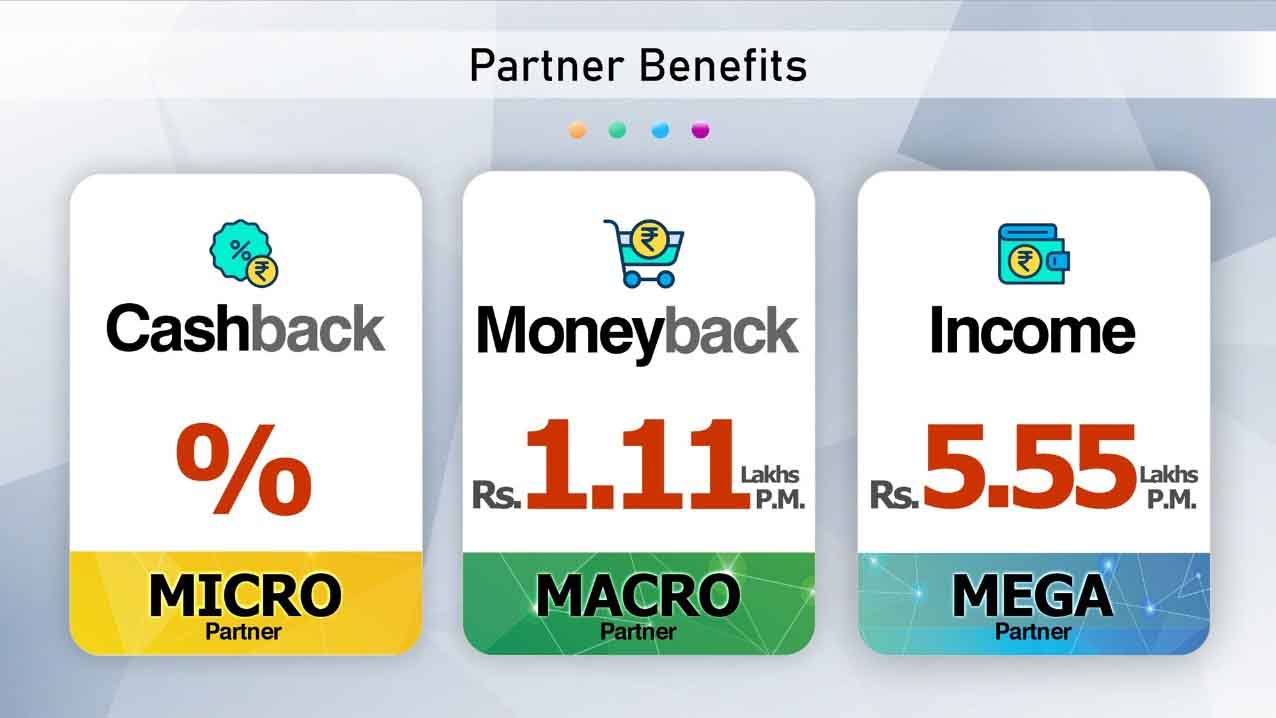 Partner Benefits
Cashback
%
MICRO
Partner
Moneyback
Rs. 1.11 Lakhs
P.M.
MACRO
Partner
Income
Rs. 5.55 Lakhs
P.M.
MEGA
Partner